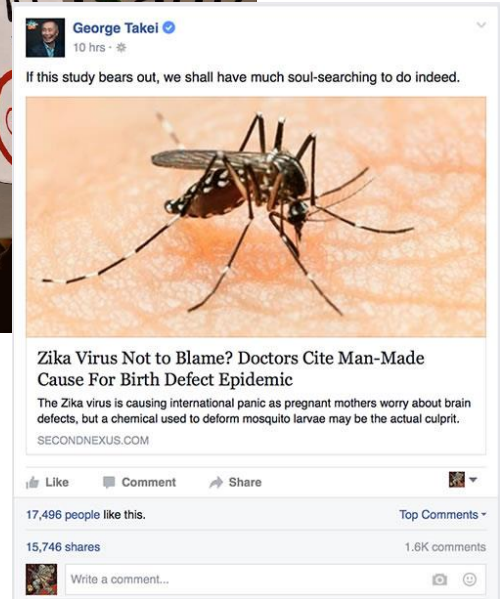 George Takei
10 hrs ·
If this study bears out, we shall have much soul-searching to do indeed.
Zika Virus Not to Blame? Doctors Cite Man-Made
Cause For Birth Defect Epidemic
The Zika virus is causing international panic as pregnant mothers worry about brain
defects, but a chemical used to deform mosquito larvae may be the actual culprit.
SECONDNEXUS.COM
Like Comment Share
17,496 people like this. Top Comments
15,746 shares 1.6K comments
Write a comment...